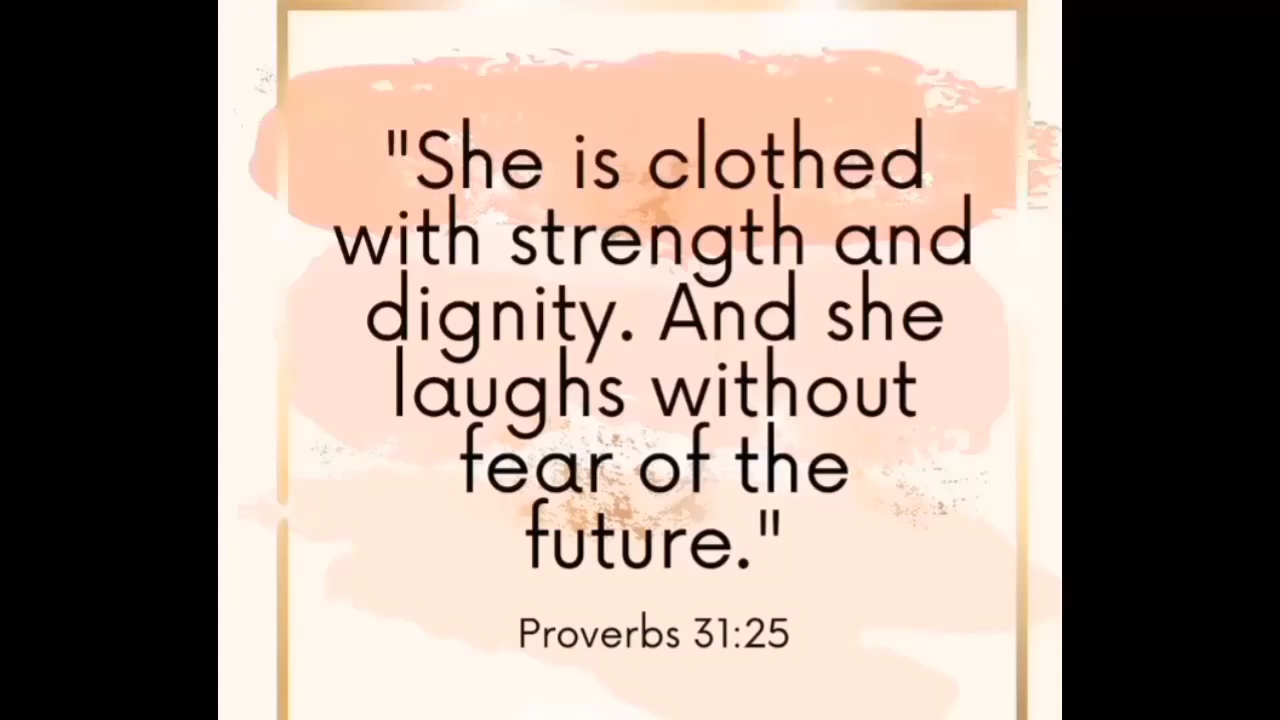 "She is clothed
with strength and
dignity. And she
laughs without
fear of the
future."
Proverbs 31:25